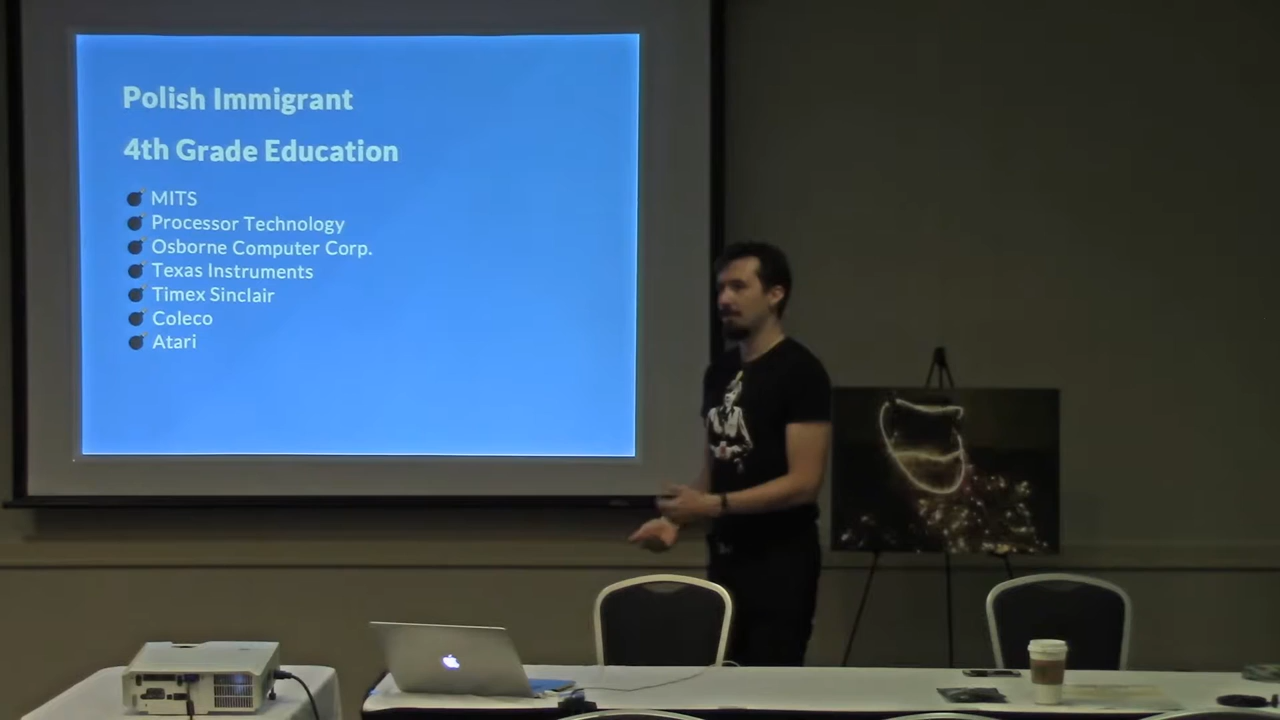 Polish Immigrant
4th Grade Education
MITS
Processor Technology
Osborne Computer Corp.
Texas Instruments
Timex Sinclair
Coleco
Atari